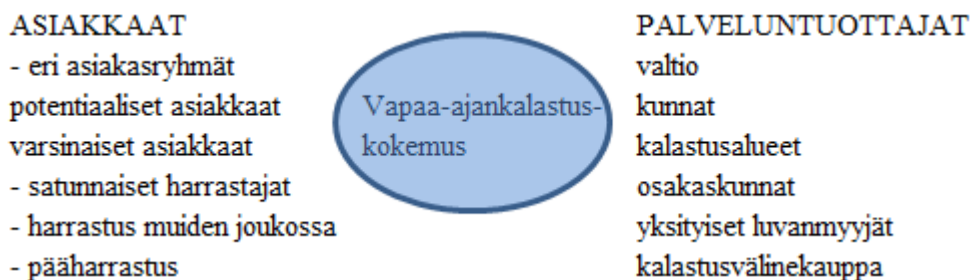 ASIAKKAAT
- eri asiakasryhmät
potentiaaliset asiakkaat
varsinaiset asiakkaat
- satunnaiset harrastajat
- harrastus muiden joukossa
- pääharrastus
Vapaa-ajankalastus-
kokemus
PALVELUNTUOTTAJAT
valtio
kunnat
kalastusalueet
osakaskunnat
yksityiset luvanmyyjät
kalastusvälinekauppa